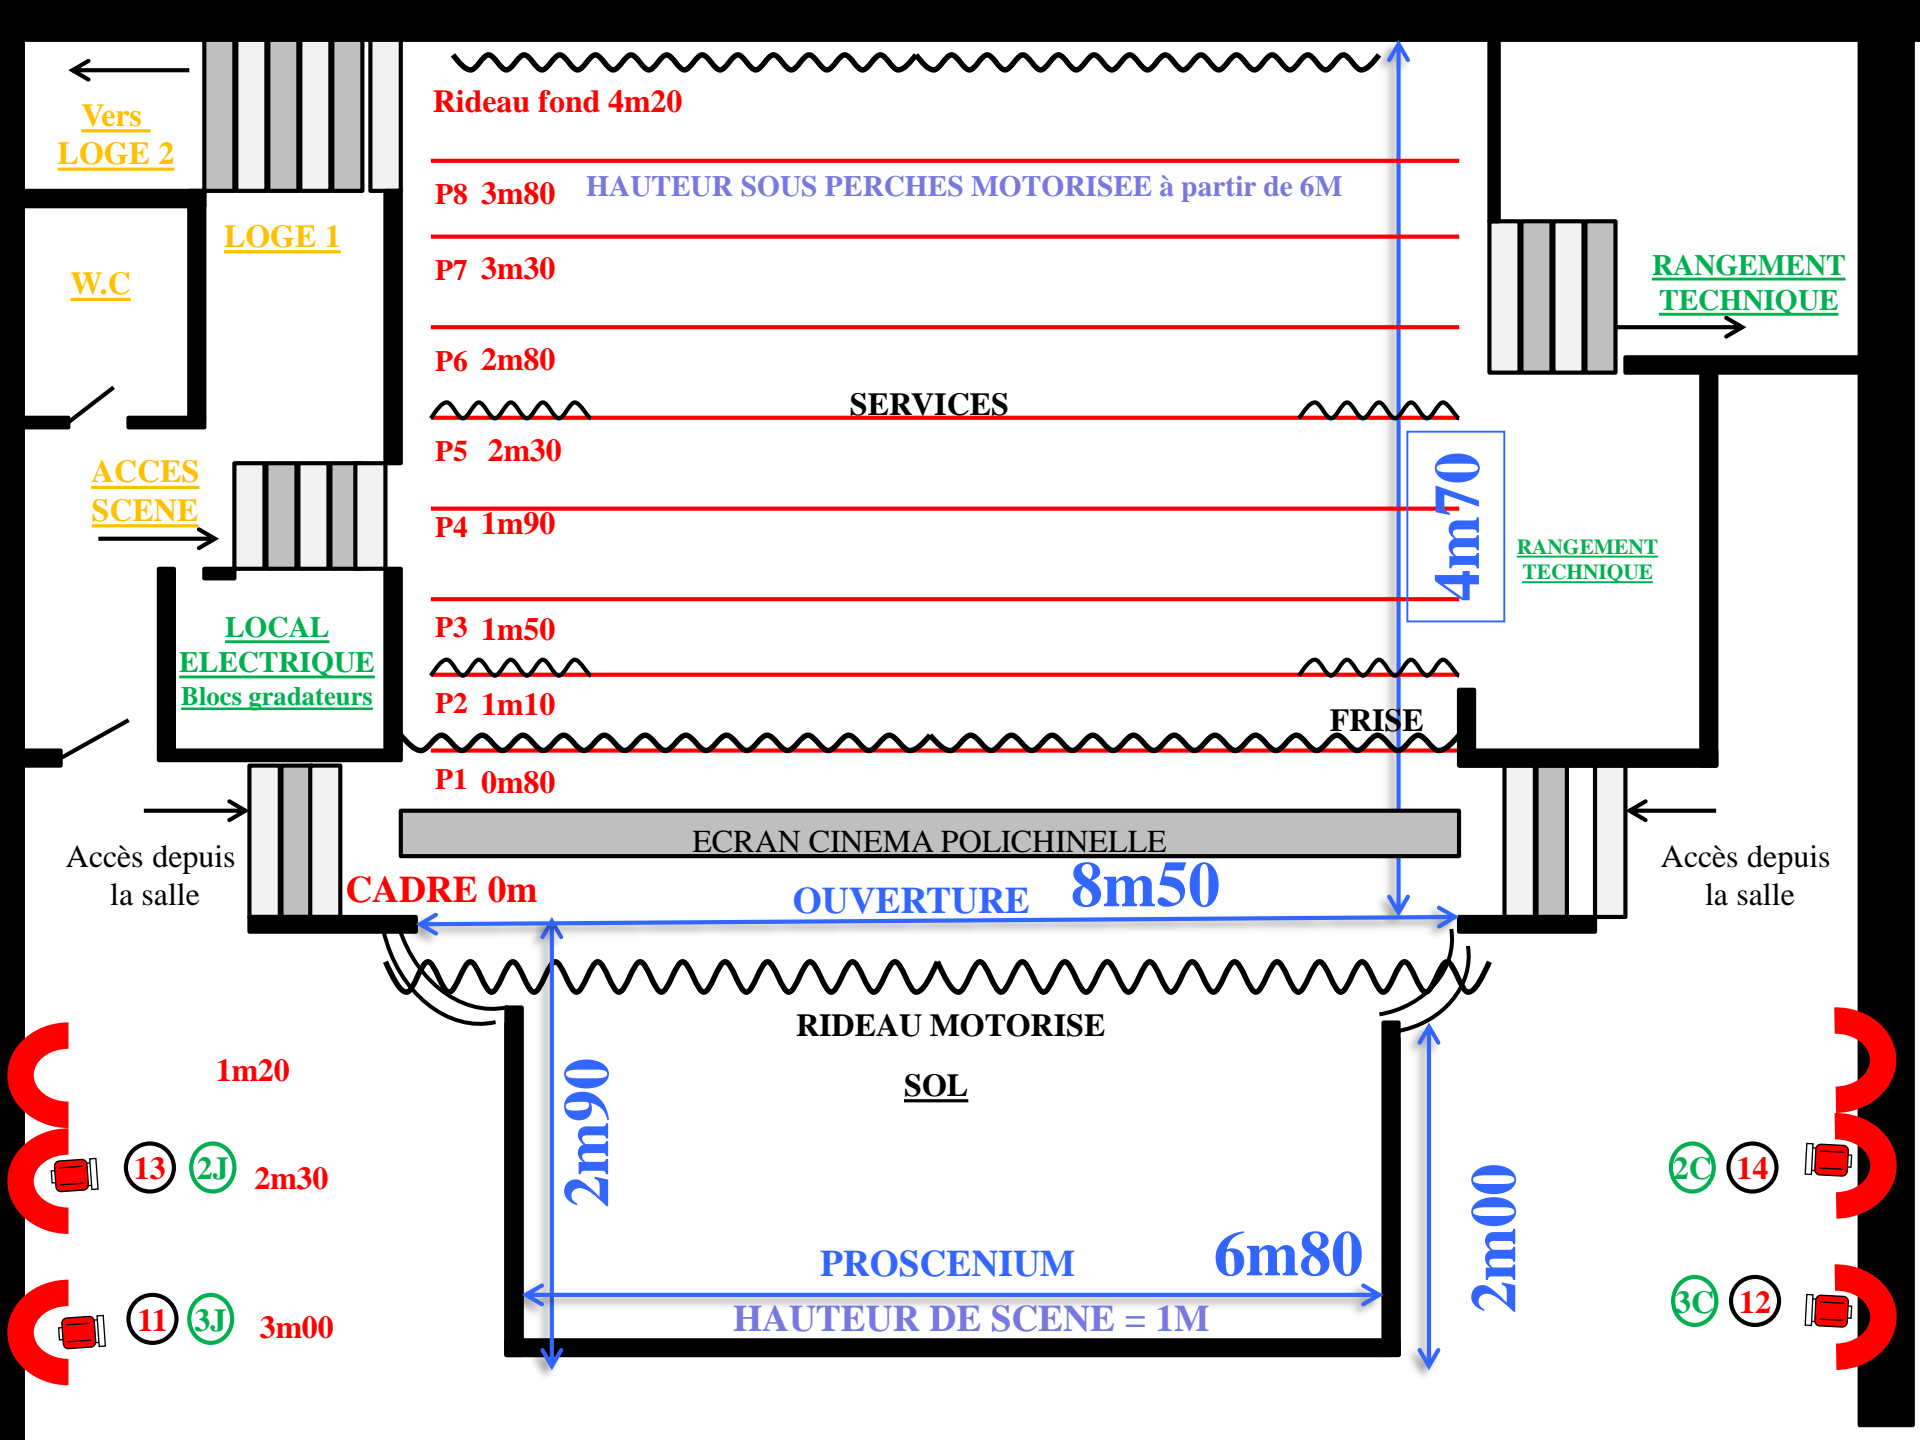 Vers
LOGE 2
Rideau fond 4m20
P8 3m80 HAUTEUR SOUS PERCHES MOTORISEE à partir de 6M
LOGE 1
P7 3m30
W.C
RANGEMENT
TECHNIQUE
P6 2m80
SERVICES
P5 2m30
ACCES
SCENE
P4 1m90
4m70
RANGEMENT
TECHNIQUE
LOCAL
ELECTRIQUE
Blocs gradateurs
P3 1m50
P2 1m10
FRISE
P1 0m80
ECRAN CINEMA POLICHINELLE
Accès depuis
la salle
Accès depuis
la salle
CADRE 0m
OUVERTURE 8m50
RIDEAU MOTORISE
SOL
1m20
2m90
13 2J 2m30
2C 14
2m00
PROSCENIUM 6m80
HAUTEUR DE SCENE = 1M
11 3J 3m00
3C 12